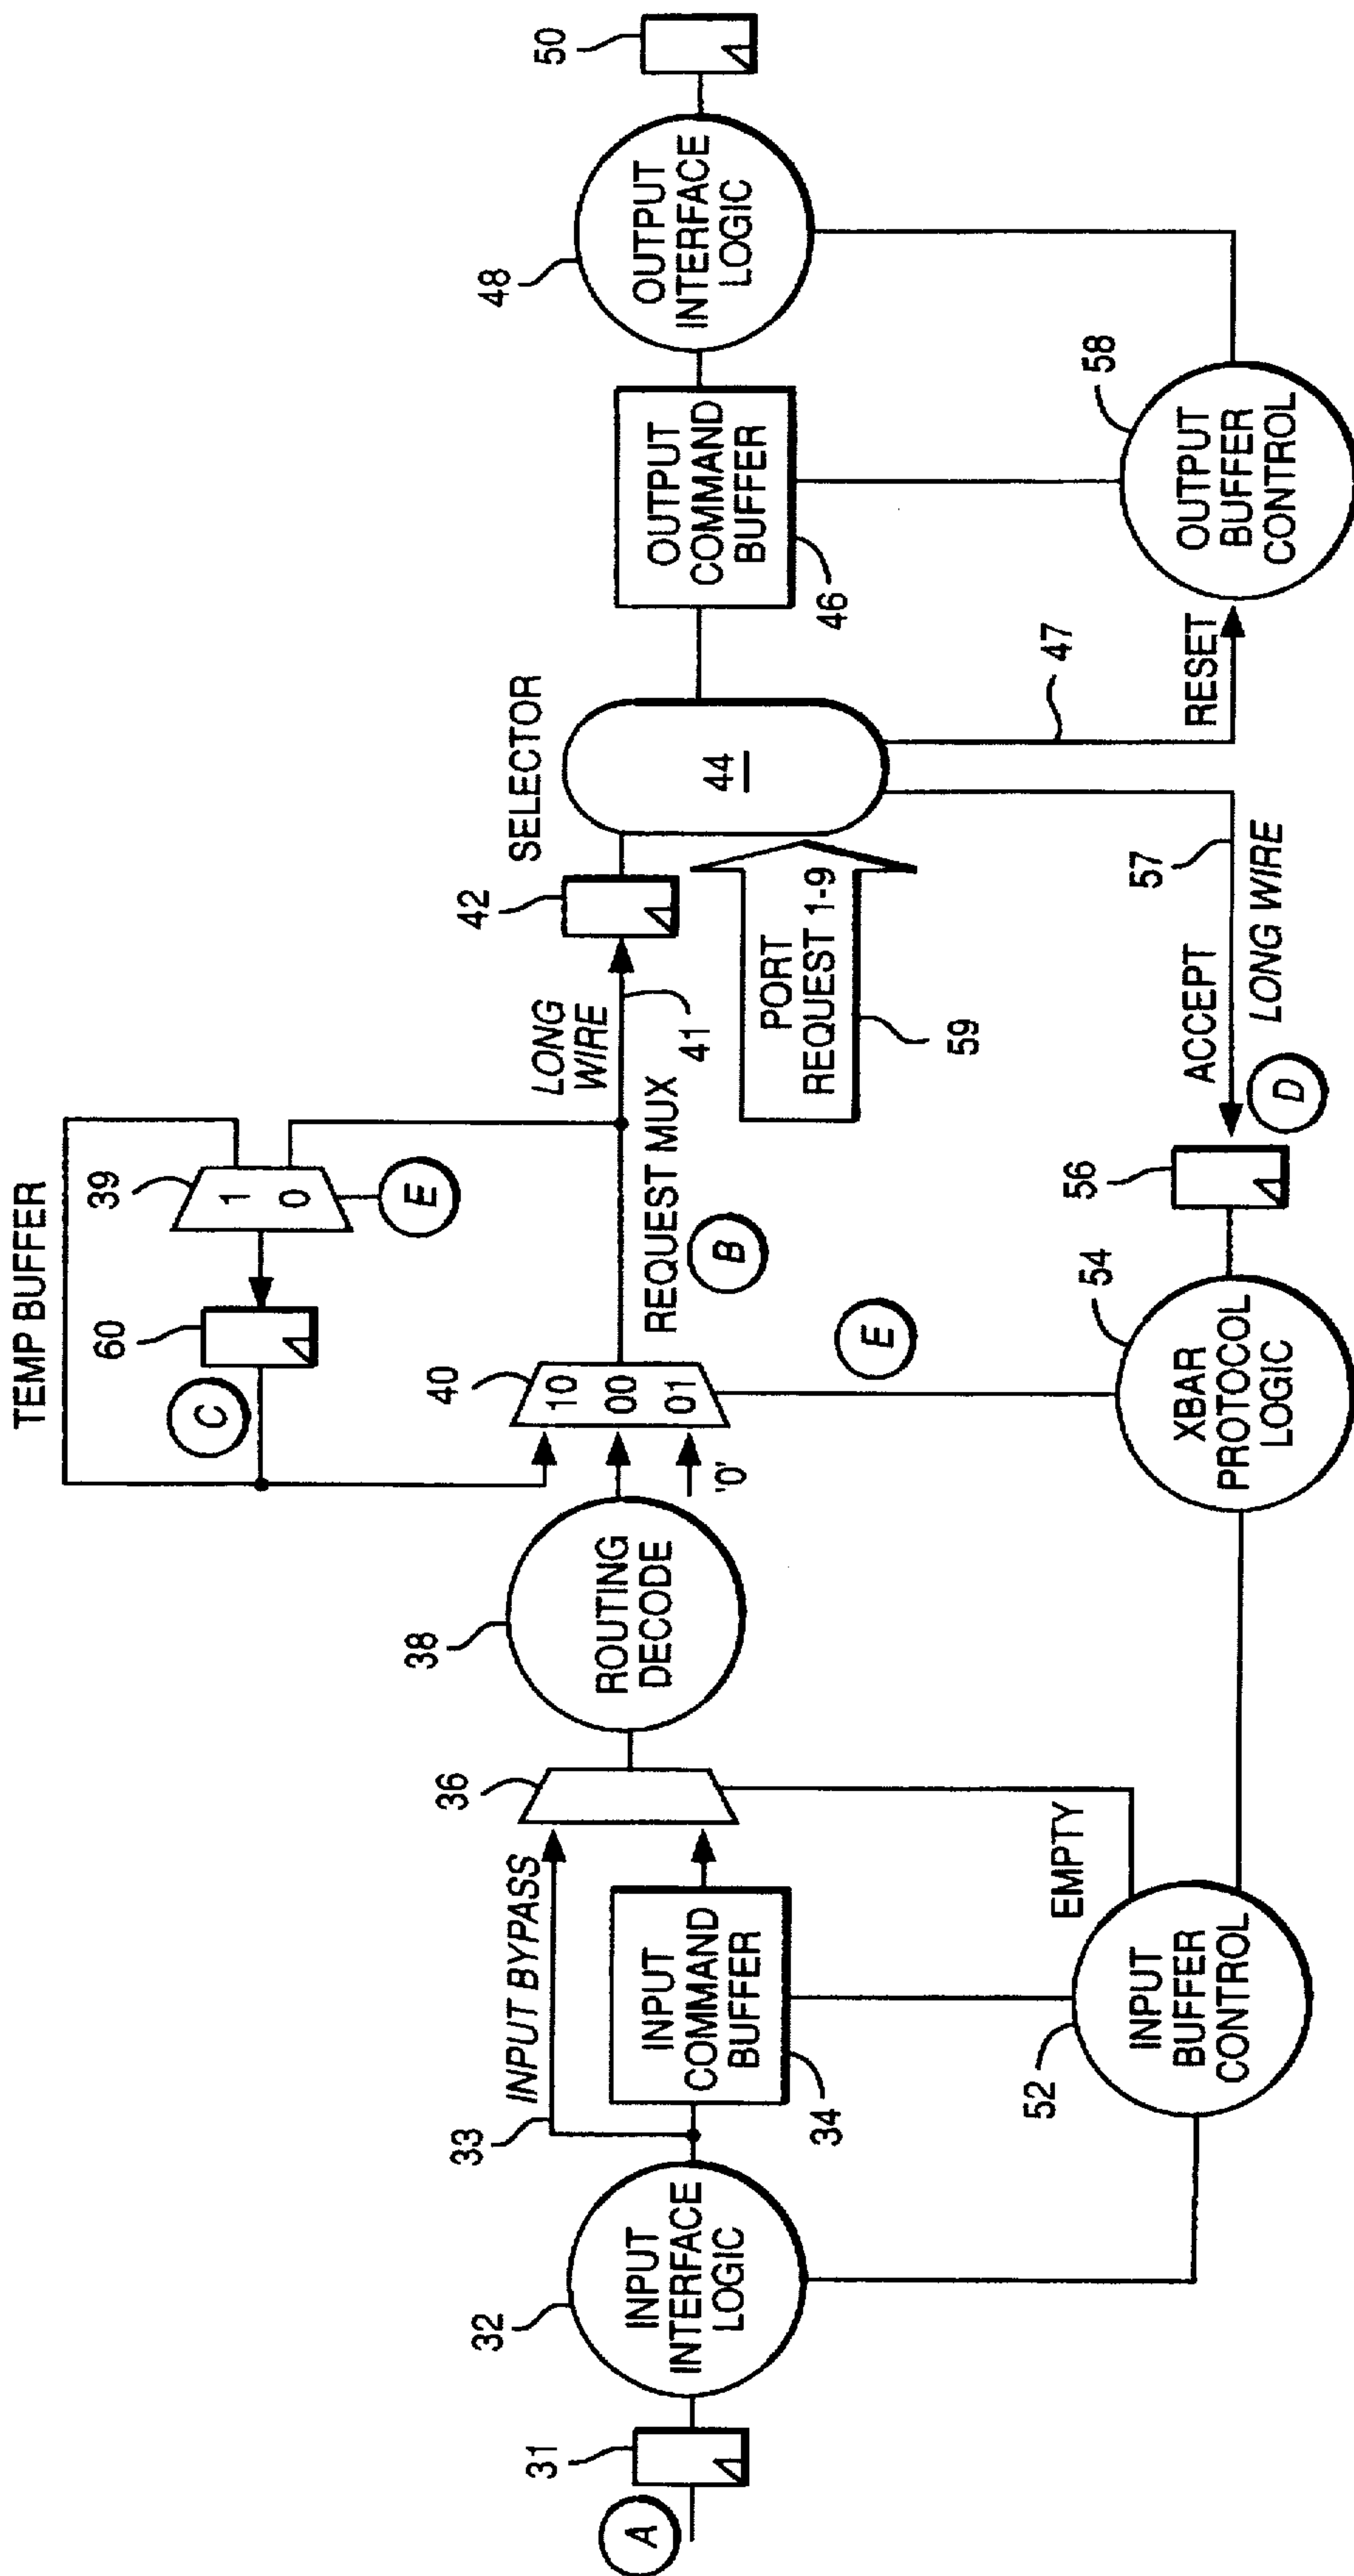 TEMP BUFFER
39
1
0
E
60
C
LONG
WIRE
41
42
SELECTOR
44
50
48
OUTPUT
INTERFACE
LOGIC
OUTPUT
COMMAND
BUFFER
46
REQUEST MUX
B
40
10
00
01
'0'
E
38
ROUTING
DECODE
36
INPUT BYPASS
33
INPUT
COMMAND
BUFFER
34
32
INPUT
INTERFACE
LOGIC
31
A
PORT
REQUEST 1-9
59
EMPTY
52
INPUT
BUFFER
CONTROL
54
XBAR
PROTOCOL
LOGIC
56
D
ACCEPT
57
LONG WIRE
47
RESET
58
OUTPUT
BUFFER
CONTROL